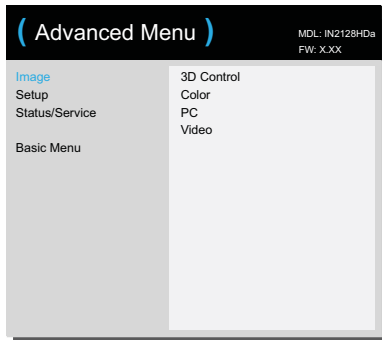 ( Advanced Menu )
MDL: IN2128HDa
FW: X.XX
Image
Setup
Status/Service
Basic Menu
3D Control
Color
PC
Video